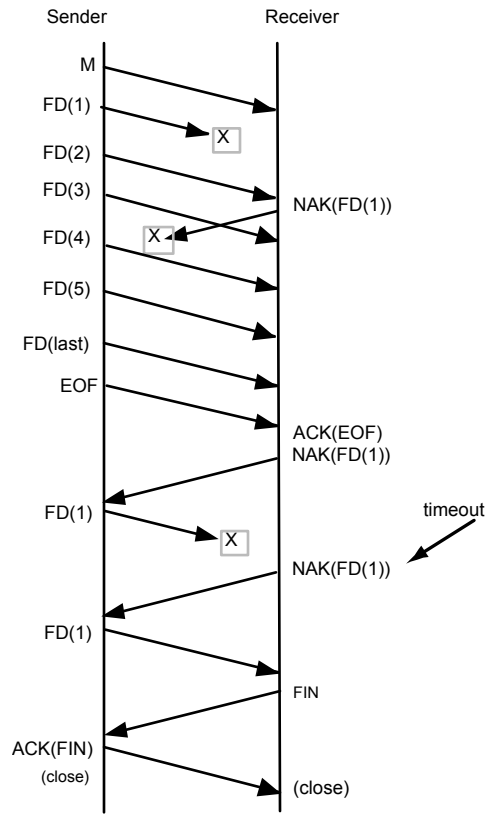 Sender Receiver
M
FD(1)
X
FD(2)
FD(3)
NAK(FD(1))
X
FD(4)
FD(5)
FD(last)
EOF
ACK(EOF)
NAK(FD(1))
FD(1)
timeout
X
NAK(FD(1))
FD(1)
FIN
ACK(FIN)
(close)
(close)